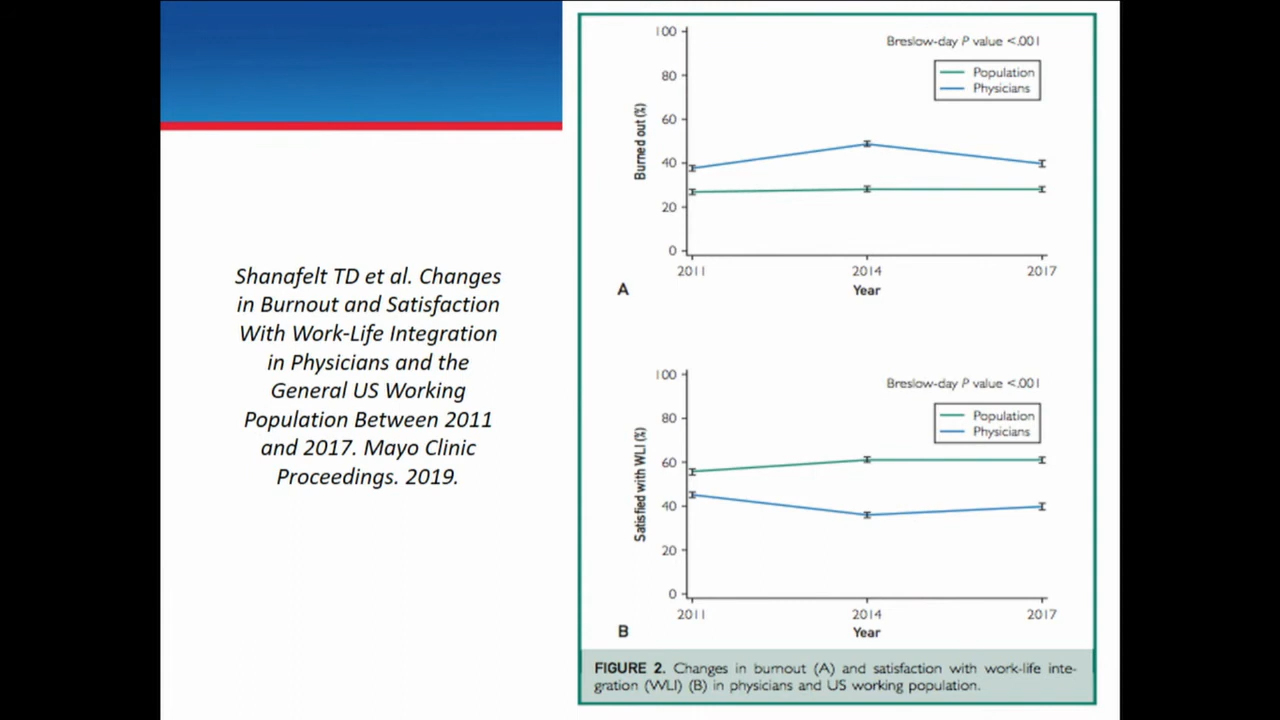 Shanafelt TD et al. Changes
in Burnout and Satisfaction
With Work-Life Integration
in Physicians and the
General US Working
Population Between 2011
and 2017. Mayo Clinic
Proceedings. 2019.
Breslow-day P value <.001
Population
Physicians
Burned out (%)
100
80
60
40
20
0
2011 2014 2017
Year
A
Breslow-day P value <.001
Population
Physicians
Satisfied with WLI (%)
100
80
60
40
20
0
2011 2014 2017
Year
B
FIGURE 2. Changes in burnout (A) and satisfaction with work-life inte-
gration (WLI) (B) in physicians and US working population.